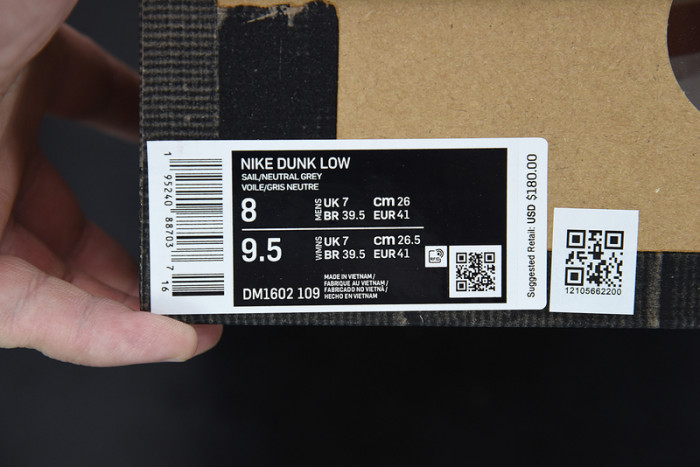 NIKE DUNK LOW
SAIL/NEUTRAL GREY
VOILE/GRIS NEUTRE
8 MENS UK 7 cm 26
BR 39.5 EUR 41
9.5 WMNS UK 7 cm 26.5
BR 39.5 EUR 41
DM1602 109
MADE IN VIETNAM /
FABRIQUE AU VIETNAM /
FABRICADO NO VIETNÃ /
HECHO EN VIETNAM
1 95240 88703 7 16
Suggested Retail: USD $180.00
12105662200